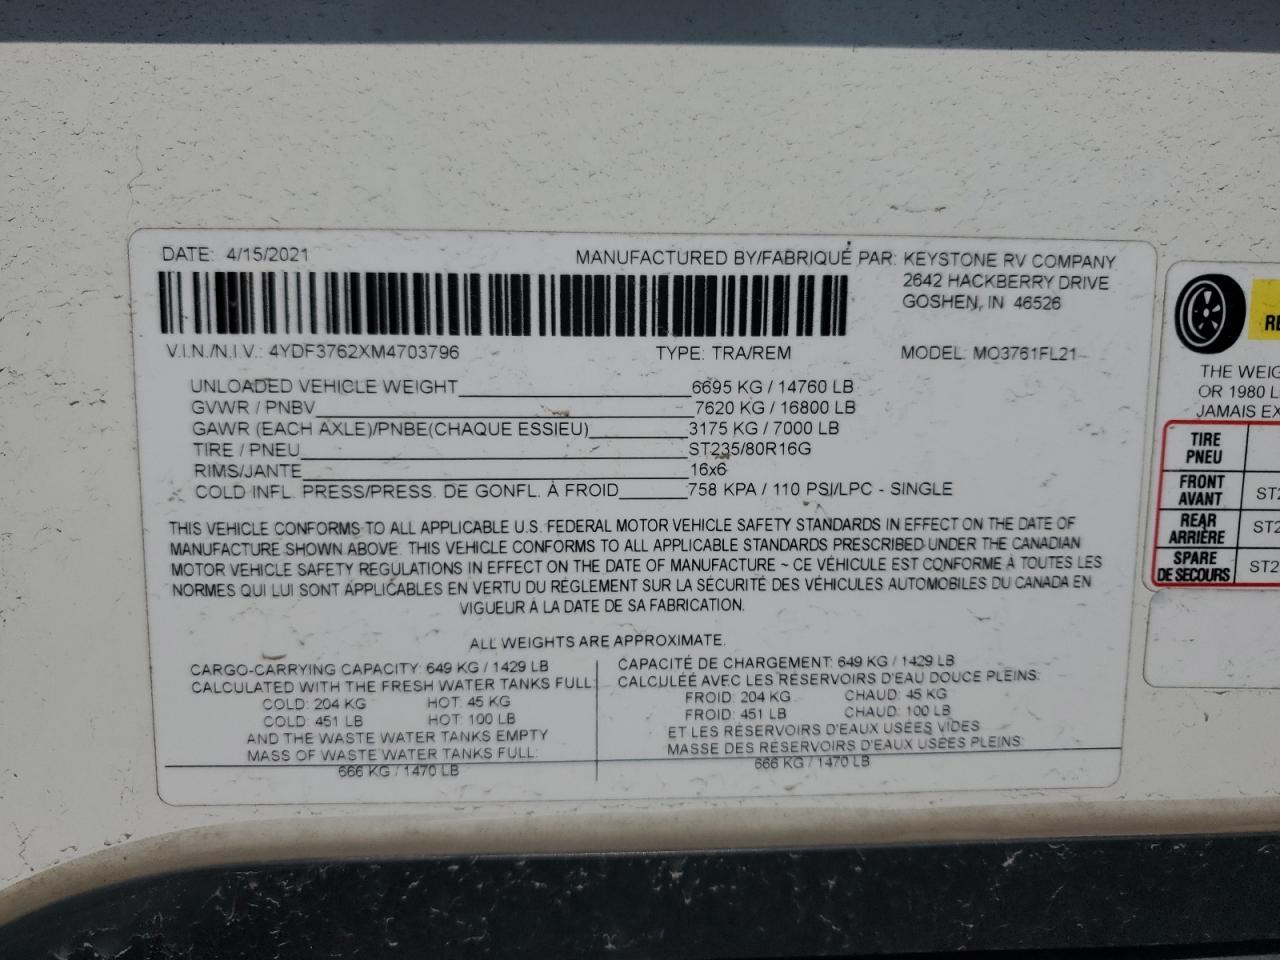 DATE: 4/15/2021
MANUFACTURED BY/FABRIQUÉ PAR: KEYSTONE RV COMPANY
2642 HACKBERRY DRIVE
GOSHEN, IN 46526
V.I.N./N.I.V.: 4YDF3762XM4703796 TYPE: TRA/REM MODEL: MO3761FL21
UNLOADED VEHICLE WEIGHT 6695 KG / 14760 LB
GVWR / PNBV 7620 KG / 16800 LB
GAWR (EACH AXLE)/PNBE(CHAQUE ESSIEU) 3175 KG / 7000 LB
TIRE / PNEU ST235/80R16G
RIMS/JANTE 16x6
COLD INFL. PRESS/PRESS. DE GONFL. À FROID 758 KPA / 110 PSI/LPC - SINGLE
THIS VEHICLE CONFORMS TO ALL APPLICABLE U.S. FEDERAL MOTOR VEHICLE SAFETY STANDARDS IN EFFECT ON THE DATE OF
MANUFACTURE SHOWN ABOVE. THIS VEHICLE CONFORMS TO ALL APPLICABLE STANDARDS PRESCRIBED UNDER THE CANADIAN
MOTOR VEHICLE SAFETY REGULATIONS IN EFFECT ON THE DATE OF MANUFACTURE ~ CE VÉHICULE EST CONFORME À TOUTES LES
NORMES QUI LUI SONT APPLICABLES EN VERTU DU RÈGLEMENT SUR LA SÉCURITÉ DES VÉHICULES AUTOMOBILES DU CANADA EN
VIGUEUR À LA DATE DE SA FABRICATION.
ALL WEIGHTS ARE APPROXIMATE.
CARGO-CARRYING CAPACITY: 649 KG / 1429 LB
CALCULATED WITH THE FRESH WATER TANKS FULL:
COLD: 204 KG HOT: 45 KG
COLD: 451 LB HOT: 100 LB
AND THE WASTE WATER TANKS EMPTY
MASS OF WASTE WATER TANKS FULL:
666 KG / 1470 LB
CAPACITÉ DE CHARGEMENT: 649 KG / 1429 LB
CALCULÉE AVEC LES RÉSERVOIRS D'EAU DOUCE PLEINS:
FROID: 204 KG CHAUD: 45 KG
FROID: 451 LB CHAUD: 100 LB
ET LES RÉSERVOIRS D'EAUX USÉES VIDES
MASSE DES RÉSERVOIRS D'EAUX USÉES PLEINS:
666 KG / 1470 LB
THE WEIG
OR 1980 L
JAMAIS EX
TIRE
PNEU
FRONT
AVANT ST2
REAR
ARRIÈRE ST2
SPARE
DE SECOURS ST2